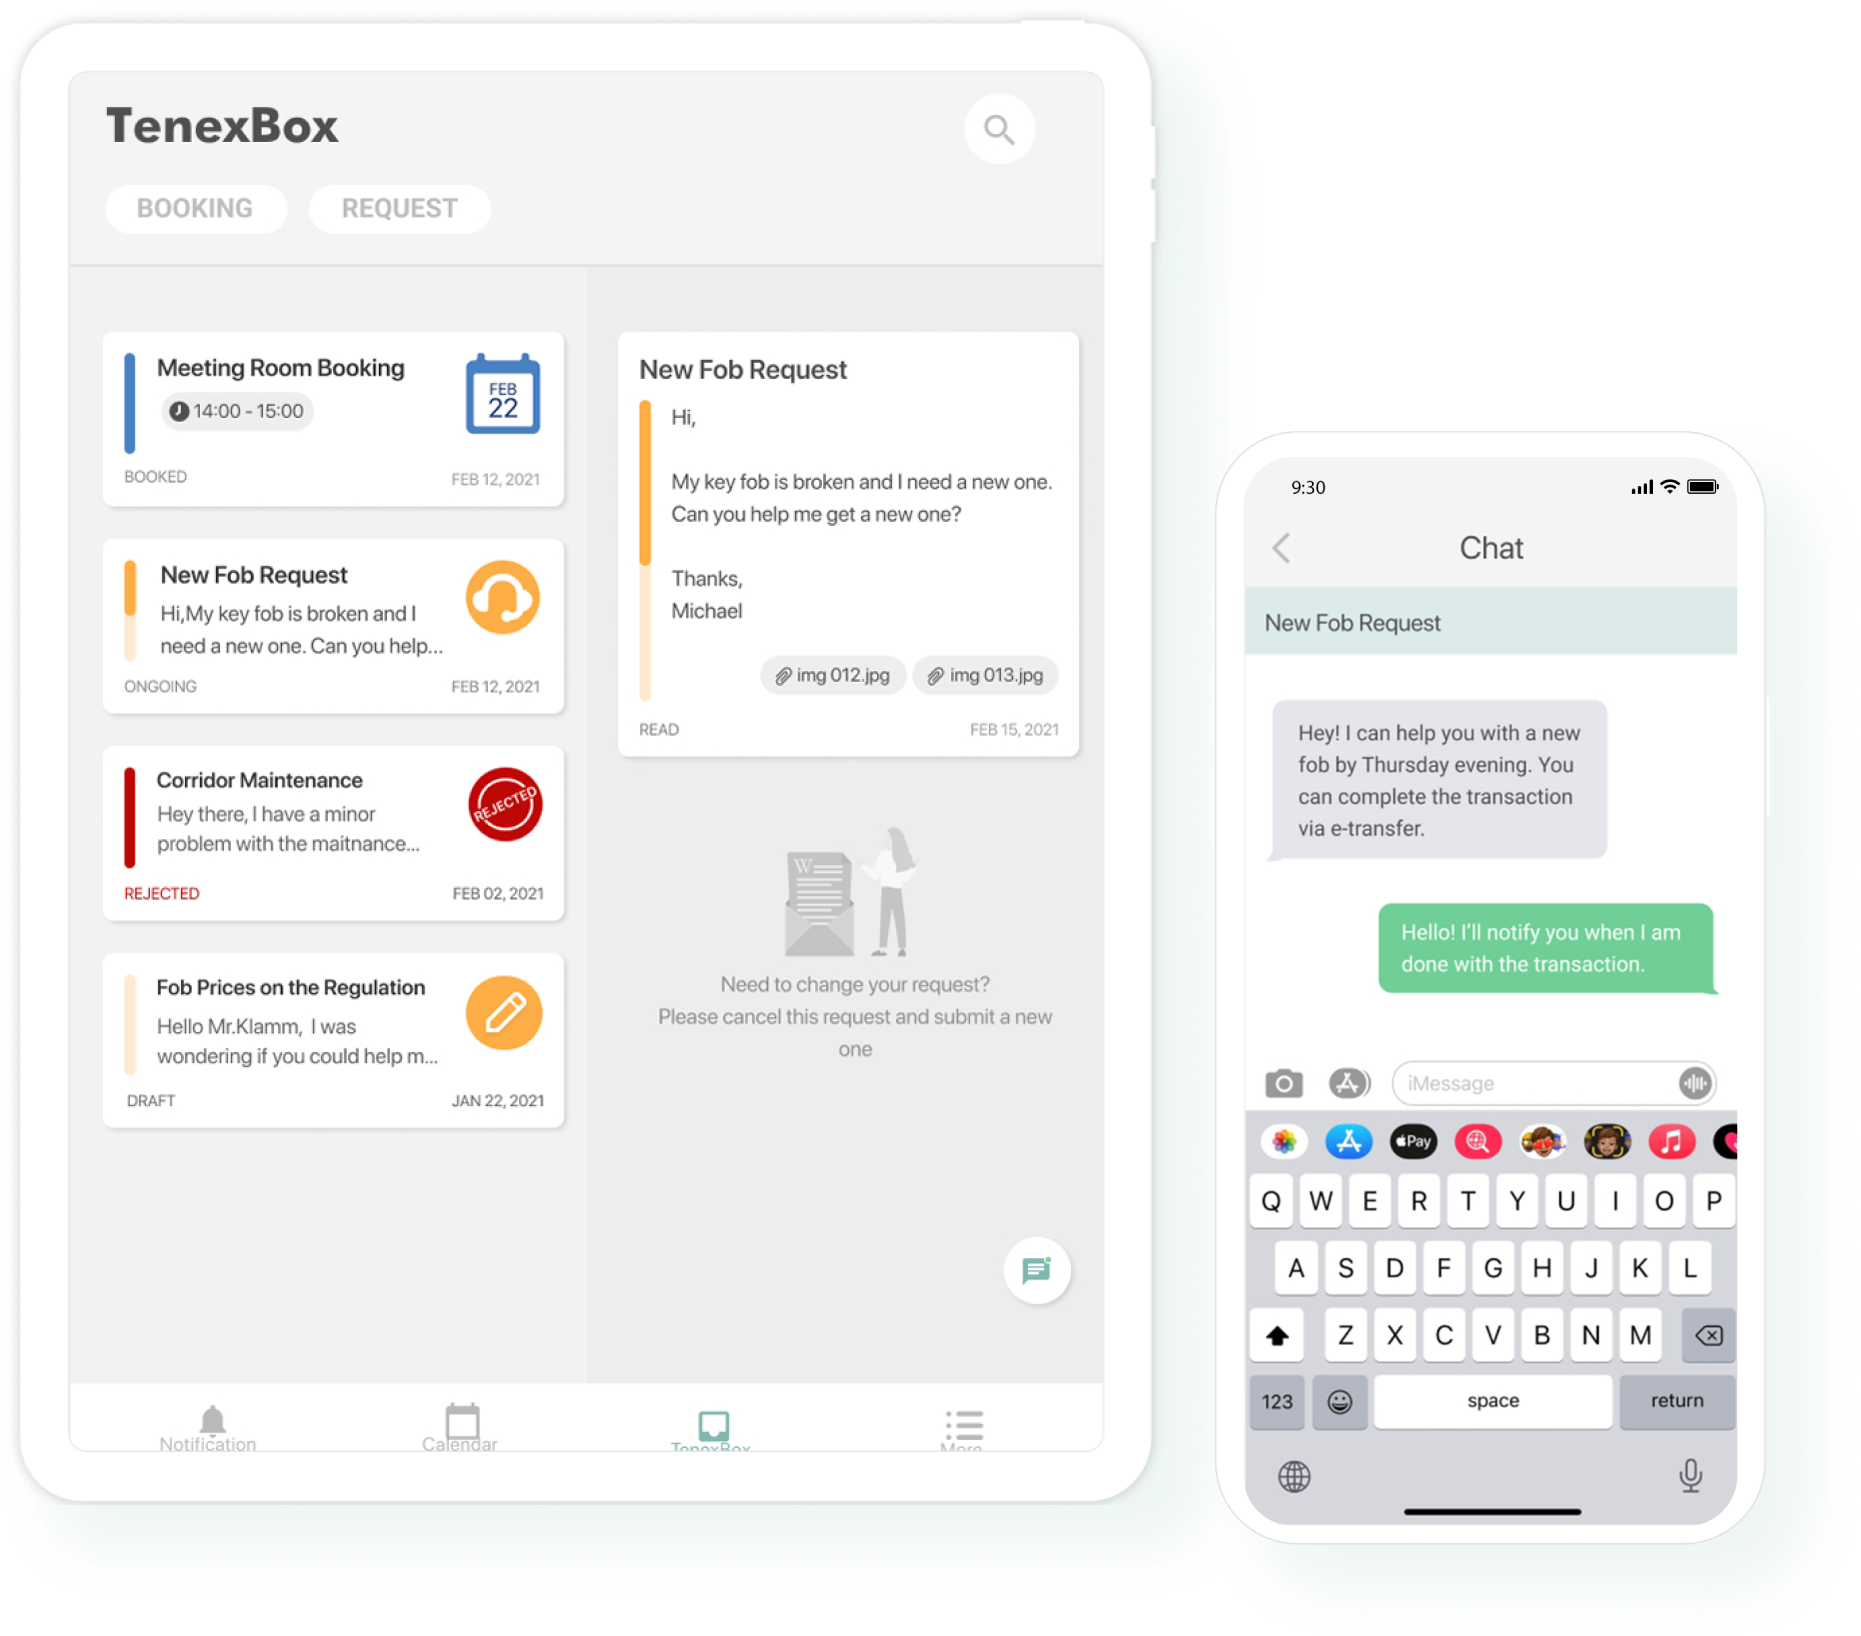 TenexBox
BOOKING
REQUEST
Meeting Room Booking
14:00 - 15:00
FEB
22
BOOKED
FEB 12, 2021
New Fob Request
Hi,My key fob is broken and I
need a new one. Can you help...
ONGOING
FEB 12, 2021
Corridor Maintenance
Hey there, I have a minor
problem with the maitnance...
REJECTED
REJECTED
FEB 02, 2021
Fob Prices on the Regulation
Hello Mr.Klamm, I was
wondering if you could help m...
DRAFT
JAN 22, 2021
New Fob Request
Hi,
My key fob is broken and I need a new one.
Can you help me get a new one?
Thanks,
Michael
img 012.jpg
img 013.jpg
READ
FEB 15, 2021
W
Need to change your request?
Please cancel this request and submit a new
one
Notification
Calendar
TenexBox
More
9:30
Chat
New Fob Request
Hey! I can help you with a new
fob by Thursday evening. You
can complete the transaction
via e-transfer.
Hello! I'll notify you when I am
done with the transaction.
iMessage
Pay
Q W E R T Y U I O P
A S D F G H J K L
Z X C V B N M
123
space
return